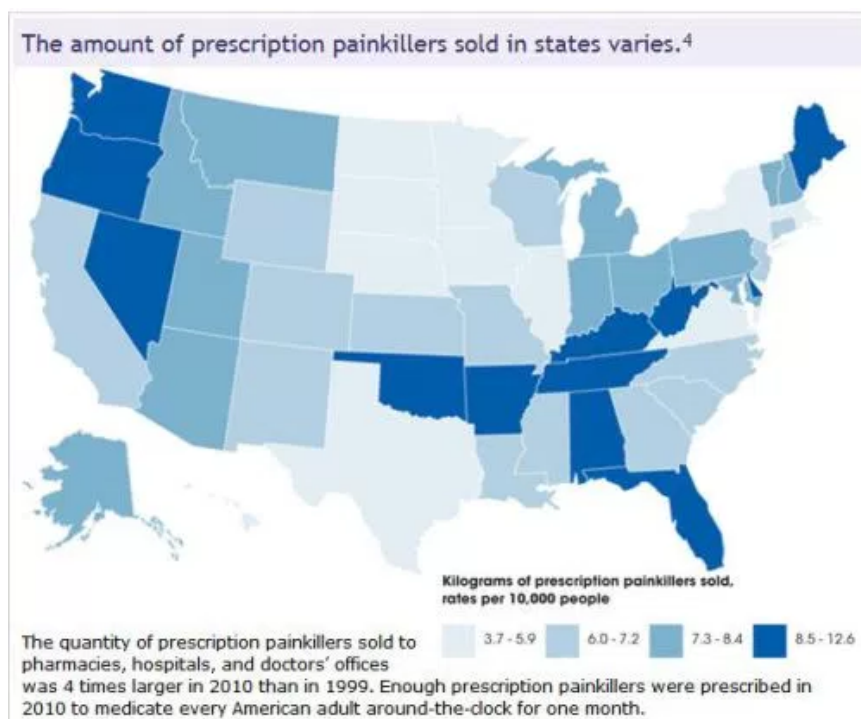 The amount of prescription painkillers sold in states varies.4
Kilograms of prescription painkillers sold,
rates per 10,000 people
3.7 - 5.9 6.0 - 7.2 7.3 - 8.4 8.5 - 12.6
The quantity of prescription painkillers sold to
pharmacies, hospitals, and doctors' offices
was 4 times larger in 2010 than in 1999. Enough prescription painkillers were prescribed in
2010 to medicate every American adult around-the-clock for one month.